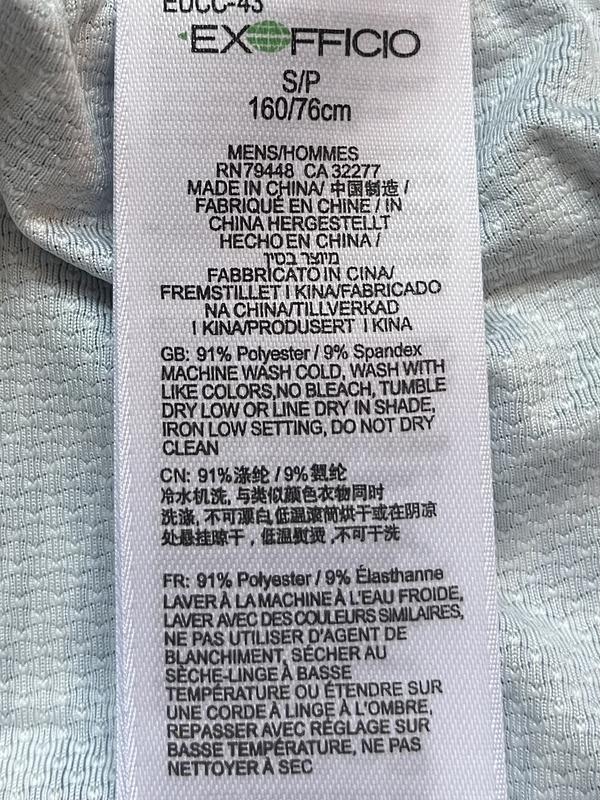 EUCC-43
EXOFFICIO
S/P
160/76cm
MENS/HOMMES
RN79448 CA 32277
MADE IN CHINA/ 中国制造 /
FABRIQUÉ EN CHINE / IN
CHINA HERGESTELLT
HECHO EN CHINA /
מיוצר בסין
FABBRICATO IN CINA/
FREMSTILLET I KINA/FABRICADO
NA CHINA/TILLVERKAD
I KINA/PRODUSERT I KINA
GB: 91% Polyester / 9% Spandex
MACHINE WASH COLD, WASH WITH
LIKE COLORS,NO BLEACH, TUMBLE
DRY LOW OR LINE DRY IN SHADE,
IRON LOW SETTING, DO NOT DRY
CLEAN
CN: 91%涤纶 / 9%氨纶
冷水机洗, 与类似颜色衣物同时
洗涤, 不可漂白,低温滚筒烘干或在阴凉
处悬挂晾干 , 低温熨烫 ,不可干洗
FR: 91% Polyester / 9% Élasthanne
LAVER À LA MACHINE À L'EAU FROIDE,
LAVER AVEC DES COULEURS SIMILAIRES,
NE PAS UTILISER D'AGENT DE
BLANCHIMENT, SÉCHER AU
SÈCHE-LINGE À BASSE
TEMPÉRATURE OU ÉTENDRE SUR
UNE CORDE À LINGE À L'OMBRE,
REPASSER AVEC RÉGLAGE SUR
BASSE TEMPÉRATURE, NE PAS
NETTOYER À SEC